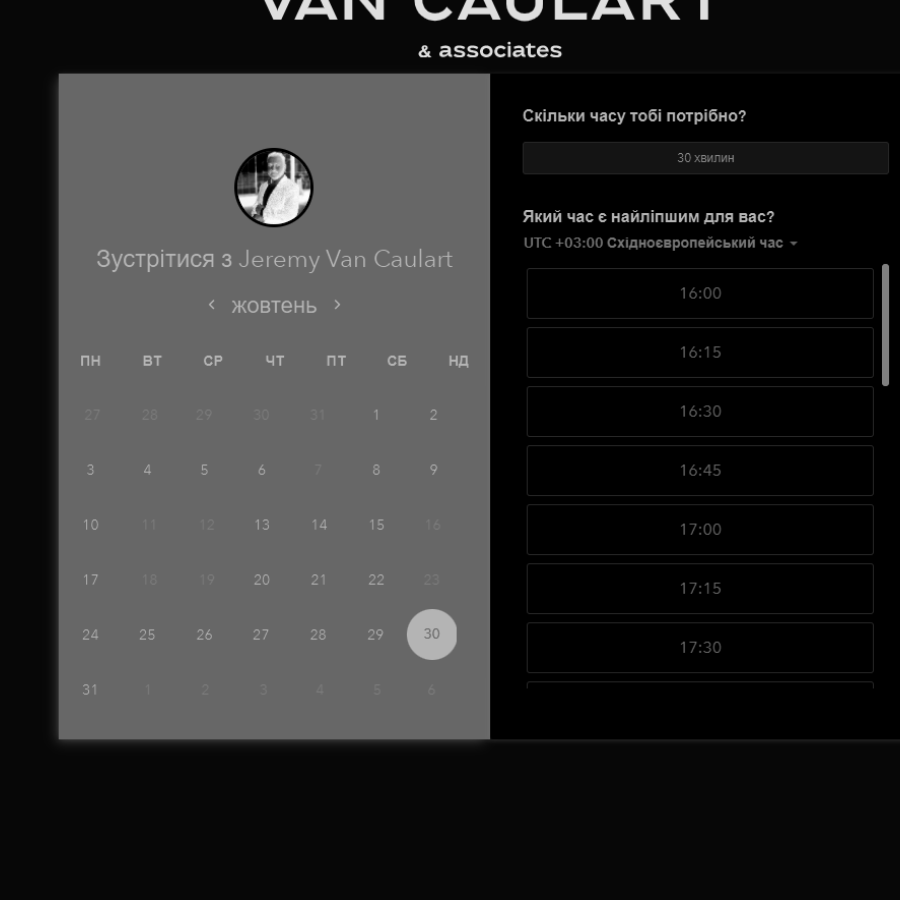 VAN CAULART
& associates
Зустрітися з Jeremy Van Caulart
жовтень
ПН ВТ СР ЧТ ПТ СБ НД
27 28 29 30 31 1 2
3 4 5 6 7 8 9
10 11 12 13 14 15 16
17 18 19 20 21 22 23
24 25 26 27 28 29 30
31 1 2 3 4 5 6
Скільки часу тобі потрібно?
30 хвилин
Який час є найліпшим для вас?
UTC +03:00 Східноєвропейський час
16:00
16:15
16:30
16:45
17:00
17:15
17:30